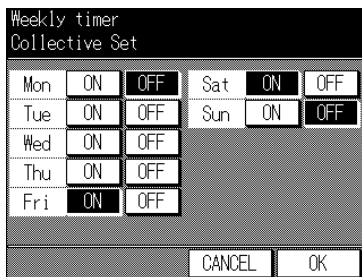 Weekly timer
Collective Set
Mon ON OFF Sat ON OFF
Tue ON OFF Sun ON OFF
Wed ON OFF
Thu ON OFF
Fri ON OFF
CANCEL OK